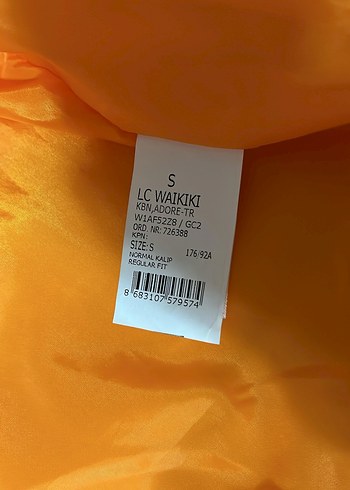 S
LC WAIKIKI
KBN,ADORE-TR
W1AF52Z8 / GC2
ORD. NR: 726388
KPN:
SIZE: S 176/92A
NORMAL KALIP
REGULAR FIT
8 683107 579574